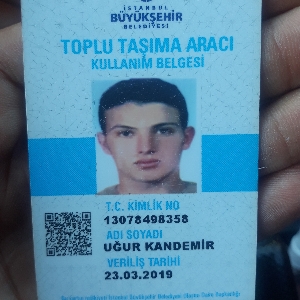 İSTANBUL
BÜYÜKŞEHİR
BELEDİYESİ
TOPLU TAŞIMA ARACI
KULLANIM BELGESİ
T.C. KİMLİK NO
13078498358
ADI SOYADI
UĞUR KANDEMİR
VERİLİŞ TARİHİ
23.03.2019